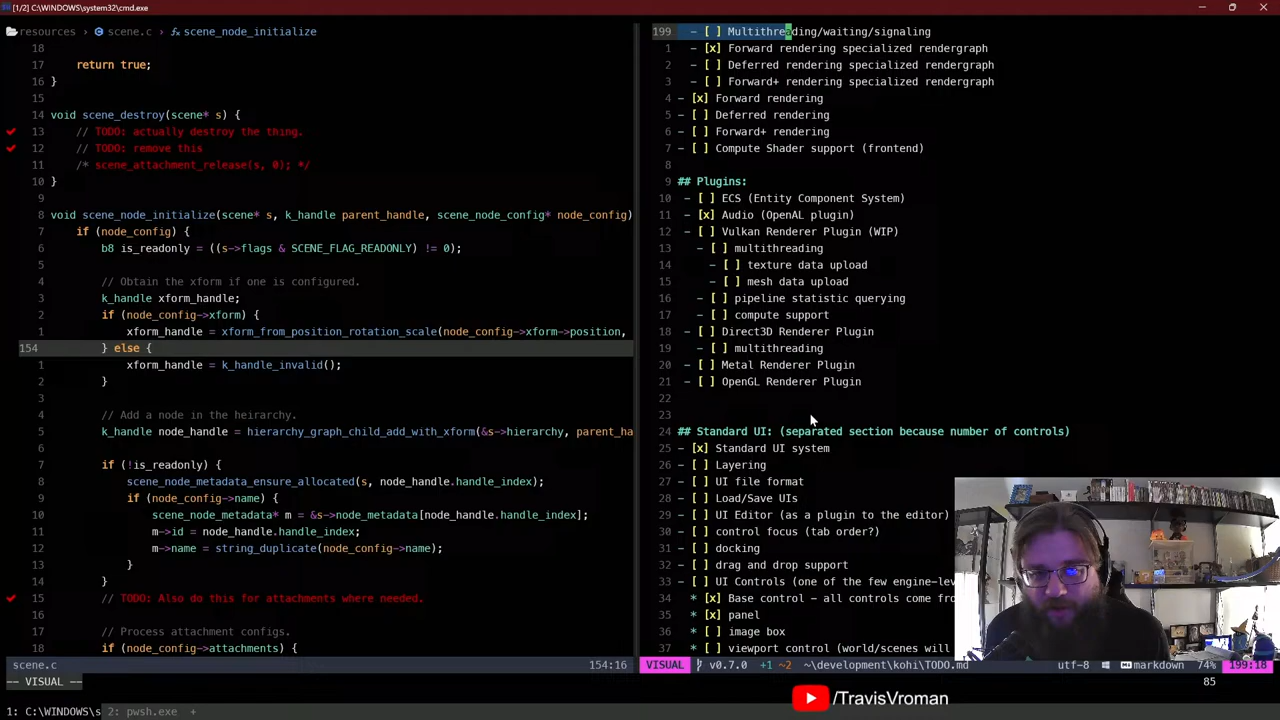 [1/2] C:\WINDOWS\system32\cmd.exe
resources > scene.c > scene_node_initialize
18
17 return true;
16 }
15
14 void scene_destroy(scene* s) {
13 // TODO: actually destroy the thing.
12 // TODO: remove this
11 /* scene_attachment_release(s, 0); */
10 }
9
8 void scene_node_initialize(scene* s, k_handle parent_handle, scene_node_config* node_config)
7 if (node_config) {
6 b8 is_readonly = ((s->flags & SCENE_FLAG_READONLY) != 0);
5
4 // Obtain the xform if one is configured.
3 k_handle xform_handle;
2 if (node_config->xform) {
1 xform_handle = xform_from_position_rotation_scale(node_config->xform->position,
154 } else {
1 xform_handle = k_handle_invalid();
2 }
3
4 // Add a node in the heirarchy.
5 k_handle node_handle = hierarchy_graph_child_add_with_xform(&s->hierarchy, parent_ha
6
7 if (!is_readonly) {
8 scene_node_metadata_ensure_allocated(s, node_handle.handle_index);
9 if (node_config->name) {
10 scene_node_metadata* m = &s->node_metadata[node_handle.handle_index];
11 m->id = node_handle.handle_index;
12 m->name = string_duplicate(node_config->name);
13 }
14 }
15 // TODO: Also do this for attachments where needed.
16
17 // Process attachment configs.
18 if (node_config->attachments) {
scene.c 154:16
-- VISUAL --
199 - [ ] Multithreading/waiting/signaling
1 - [x] Forward rendering specialized rendergraph
2 - [ ] Deferred rendering specialized rendergraph
3 - [ ] Forward+ rendering specialized rendergraph
4 - [x] Forward rendering
5 - [ ] Deferred rendering
6 - [ ] Forward+ rendering
7 - [ ] Compute Shader support (frontend)
8
9 ## Plugins:
10 - [ ] ECS (Entity Component System)
11 - [x] Audio (OpenAL plugin)
12 - [ ] Vulkan Renderer Plugin (WIP)
13 - [ ] multithreading
14 - [ ] texture data upload
15 - [ ] mesh data upload
16 - [ ] pipeline statistic querying
17 - [ ] compute support
18 - [ ] Direct3D Renderer Plugin
19 - [ ] multithreading
20 - [ ] Metal Renderer Plugin
21 - [ ] OpenGL Renderer Plugin
22
23
24 ## Standard UI: (separated section because number of controls)
25 - [x] Standard UI system
26 - [ ] Layering
27 - [ ] UI file format
28 - [ ] Load/Save UIs
29 - [ ] UI Editor (as a plugin to the editor)
30 - [ ] control focus (tab order?)
31 - [ ] docking
32 - [ ] drag and drop support
33 - [ ] UI Controls (one of the few engine-lev
34 * [x] Base control - all controls come fro
35 * [x] panel
36 * [ ] image box
37 * [ ] viewport control (world/scenes will
VISUAL v0.7.0 +1 ~2 ~\development\kohi\TODO.md utf-8 markdown 74% 199:18
85
/TravisVroman
1: C:\WINDOWS\s 2: pwsh.exe +